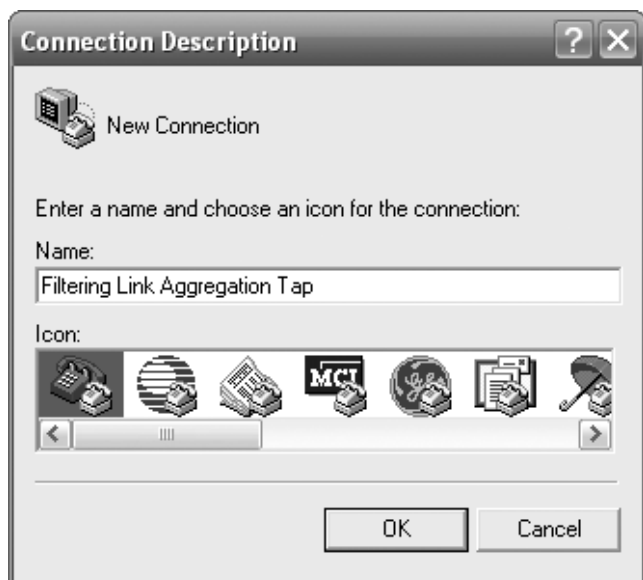 Connection Description
New Connection
Enter a name and choose an icon for the connection:
Name:
Filtering Link Aggregation Tap
Icon:
MCI
OK
Cancel